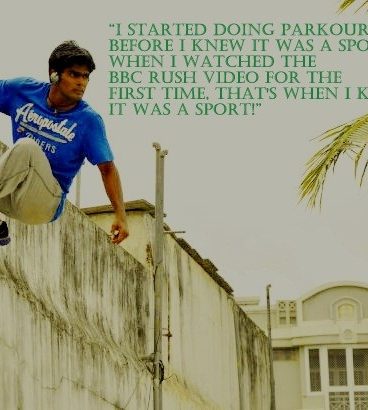 “I STARTED DOING PARKOUR
BEFORE I KNEW IT WAS A SPO
WHEN I WATCHED THE
BBC RUSH VIDEO FOR THE
FIRST TIME, THAT'S WHEN I K
IT WAS A SPORT!”
Aéropostale